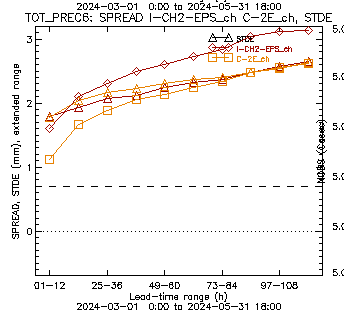 2024-03-01 0:00 to 2024-05-31 18:00
TOT_PREC6: SPREAD I-CH2-EPS_ch C-2E_ch, STDE
STDE
I-CH2-EPS_ch
C-2E_ch
SPREAD, STDE [mm], extended range
3
2
1
0
5.0
5.0
5.0
5.0
5.0
5.0
01-12 25-36 49-60 73-84 97-108
Lead-time range (h)
2024-03-01 0:00 to 2024-05-31 18:00